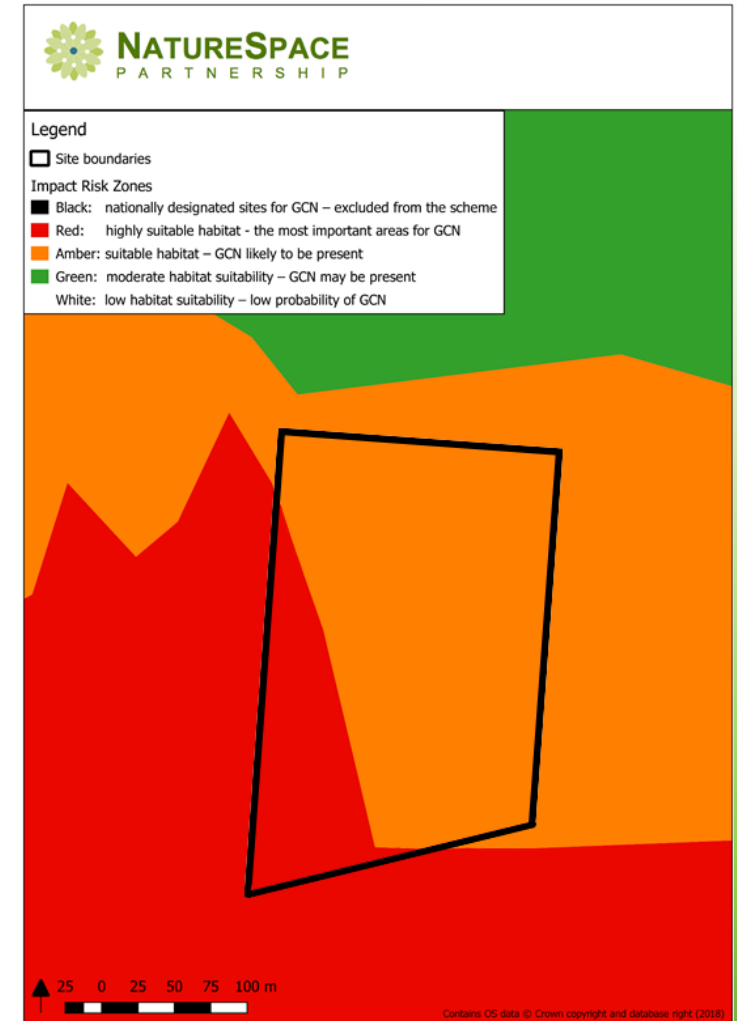 NATURESPACE
PARTNERSHIP
Legend
Site boundaries
Impact Risk Zones
Black: nationally designated sites for GCN – excluded from the scheme
Red: highly suitable habitat - the most important areas for GCN
Amber: suitable habitat – GCN likely to be present
Green: moderate habitat suitability – GCN may be present
White: low habitat suitability – low probability of GCN
25 0 25 50 75 100 m
Contains OS data © Crown copyright and database right (2018)